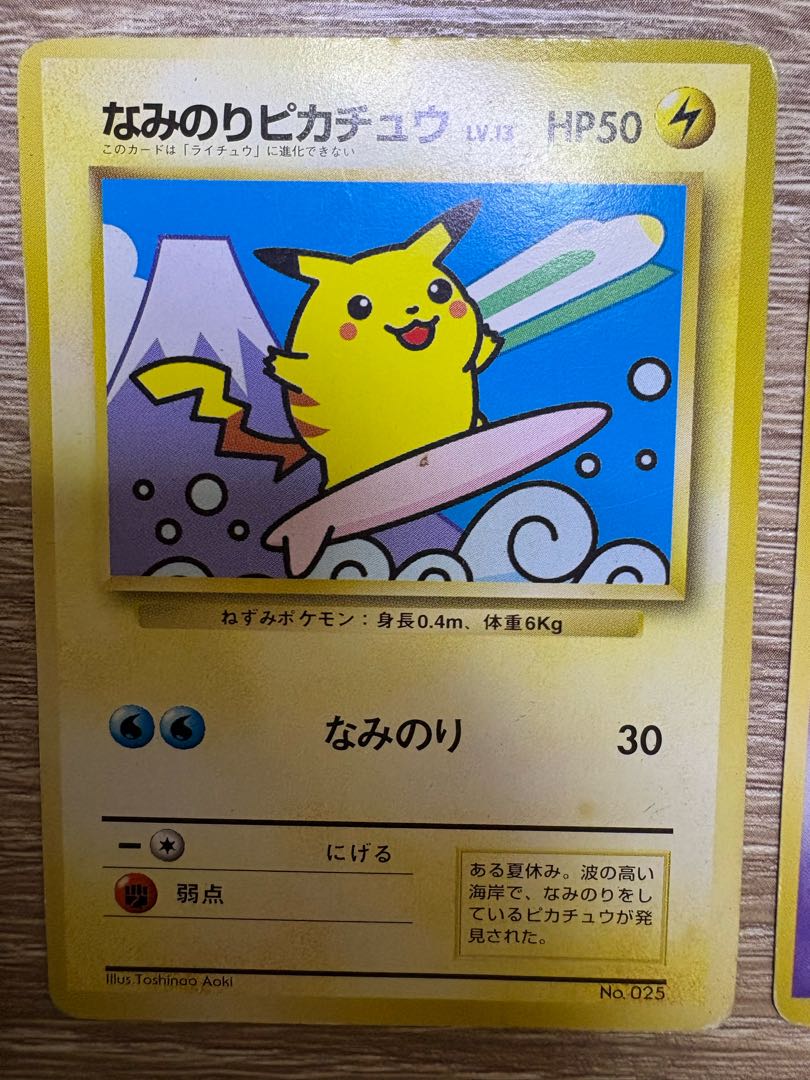 なみのりピカチュウ LV.13 HP50
このカードは「ライチュウ」に進化できない
ねずみポケモン：身長0.4m、体重6Kg
なみのり 30
にげる
弱点
ある夏休み。波の高い
海岸で、なみのりをし
ているピカチュウが発
見された。
Illus.Toshinao Aoki
No. 025